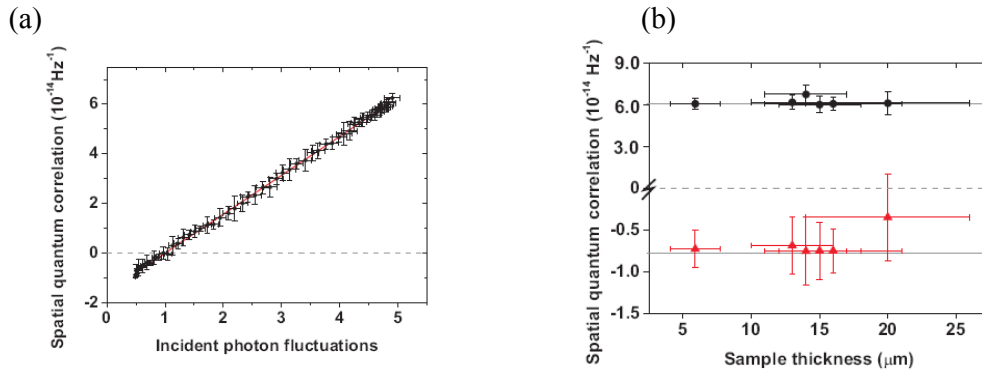 (a)
Spatial quantum correlation (10⁻¹⁴ Hz⁻¹)
6
4
2
0
-2
0 1 2 3 4 5
Incident photon fluctuations
(b)
Spatial quantum correlation (10⁻¹⁴ Hz⁻¹)
9.0
6.0
3.0
0
-0.5
-1.0
-1.5
5 10 15 20 25
Sample thickness (μm)